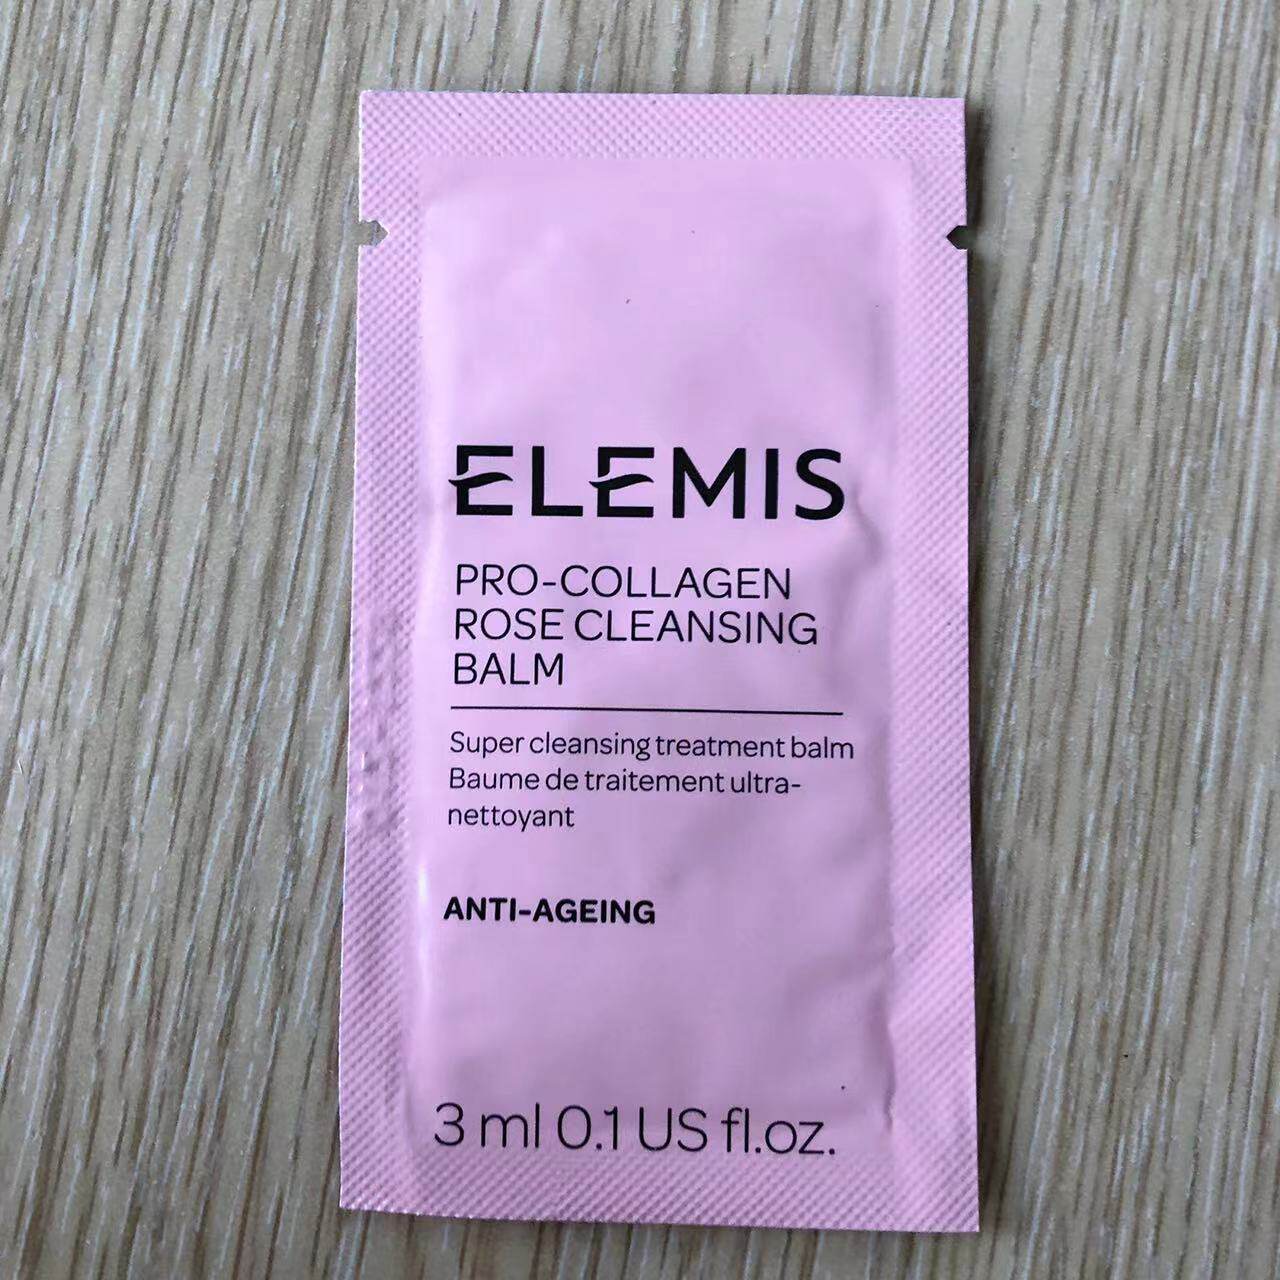 ELEMIS
PRO-COLLAGEN
ROSE CLEANSING
BALM
Super cleansing treatment balm
Baume de traitement ultra-
nettoyant
ANTI-AGEING
3 ml 0.1 US fl.oz.